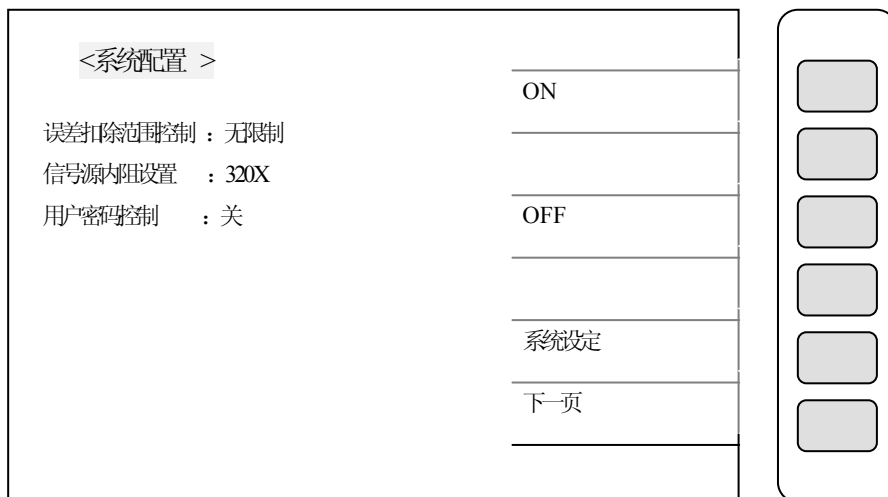 <系统配置 >
误差扣除范围控制 ：无限制
信号源内阻设置 ：320X
用户密码控制 ：关
ON
OFF
系统设定
下一页